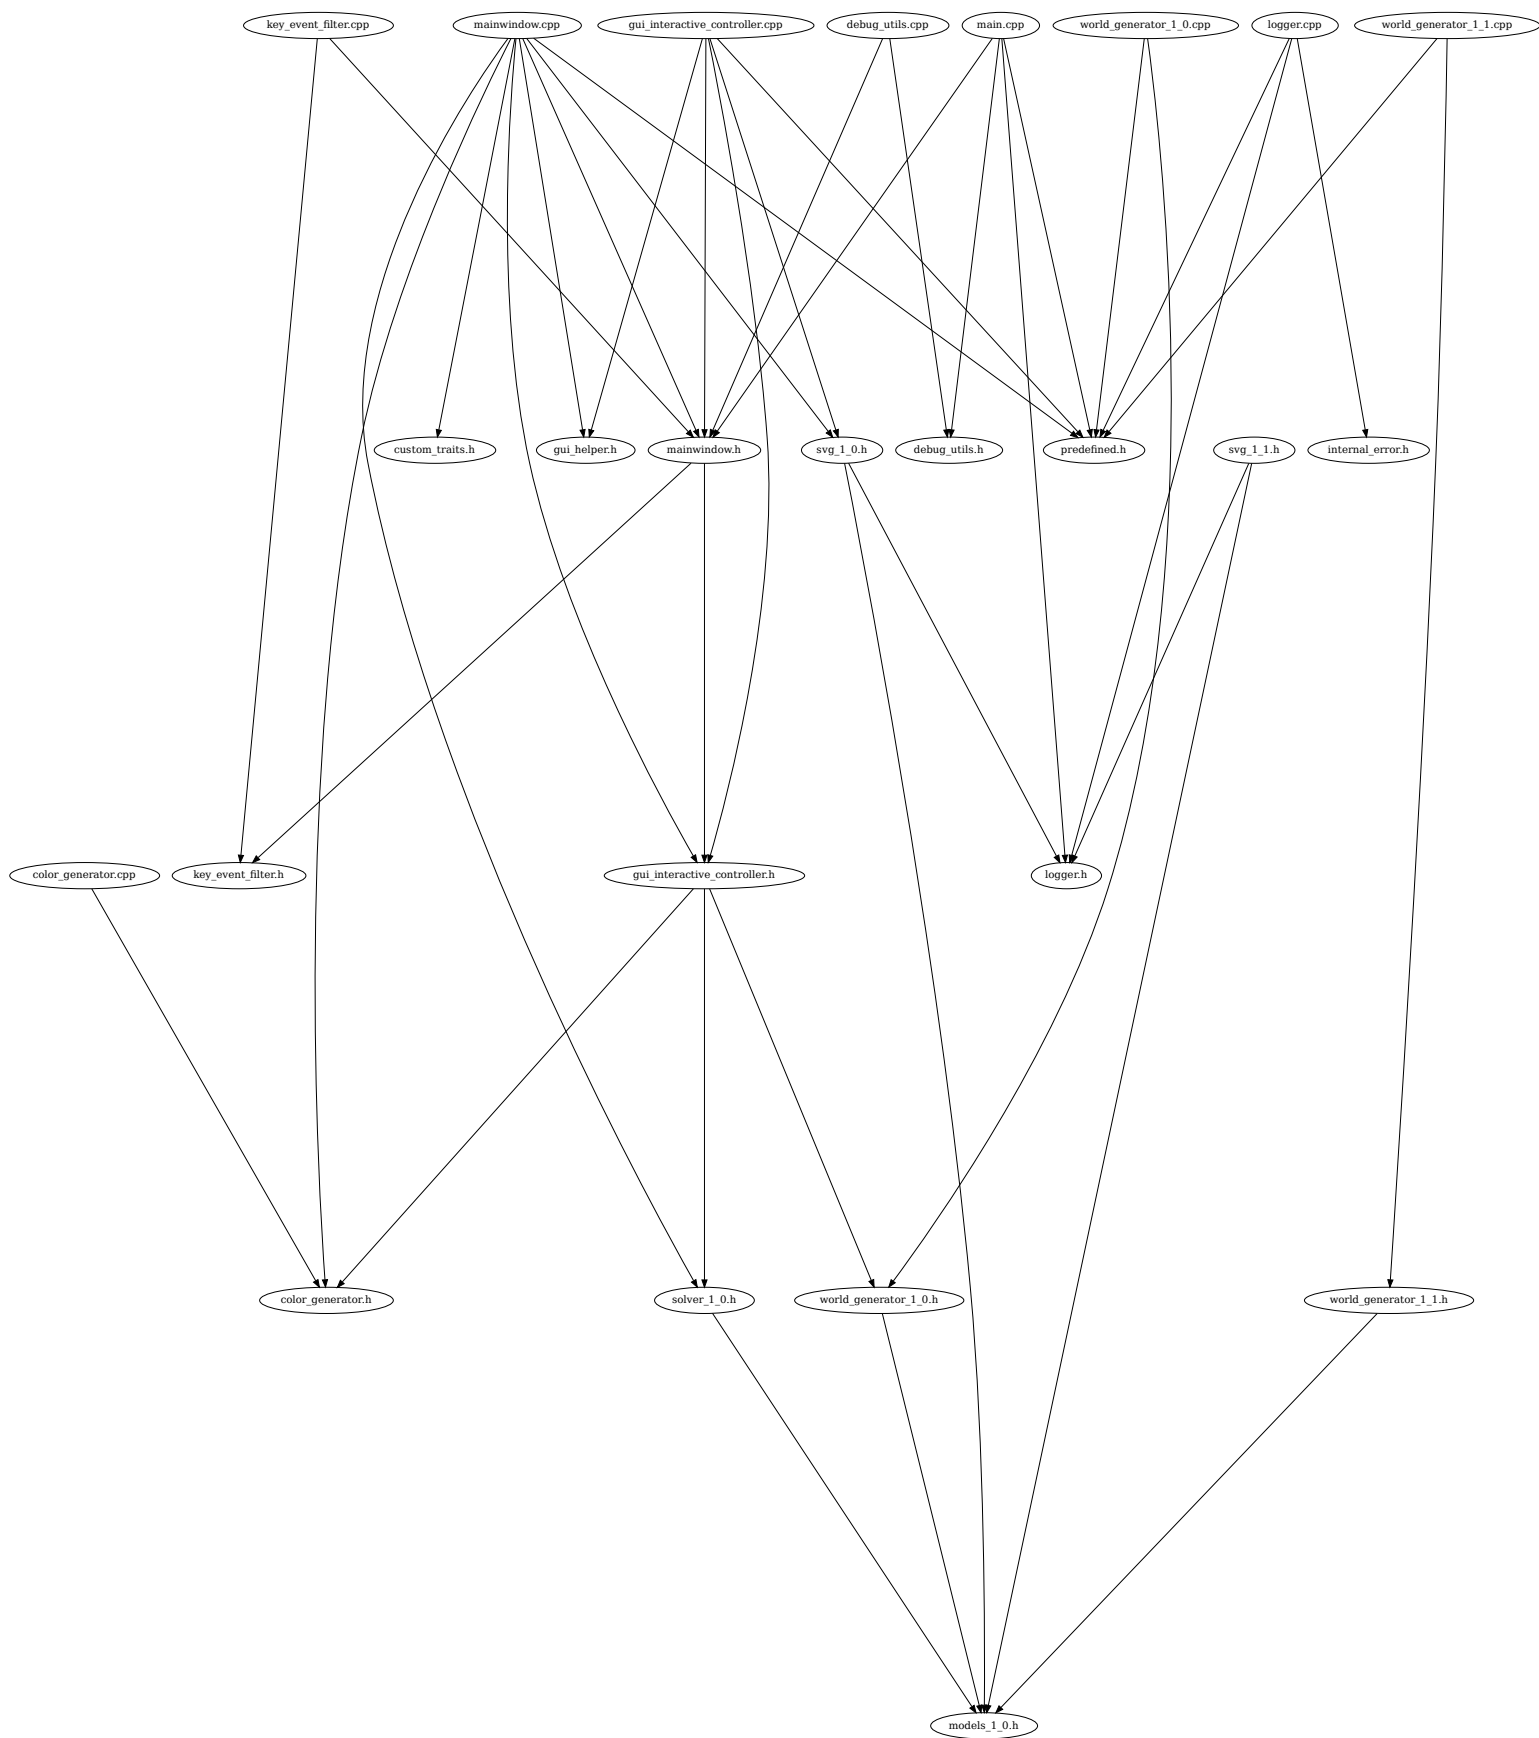 key_event_filter.cpp
mainwindow.cpp
gui_interactive_controller.cpp
debug_utils.cpp
main.cpp
world_generator_1_0.cpp
logger.cpp
world_generator_1_1.cpp
custom_traits.h
gui_helper.h
mainwindow.h
svg_1_0.h
debug_utils.h
predefined.h
svg_1_1.h
internal_error.h
color_generator.cpp
key_event_filter.h
gui_interactive_controller.h
logger.h
color_generator.h
solver_1_0.h
world_generator_1_0.h
world_generator_1_1.h
models_1_0.h